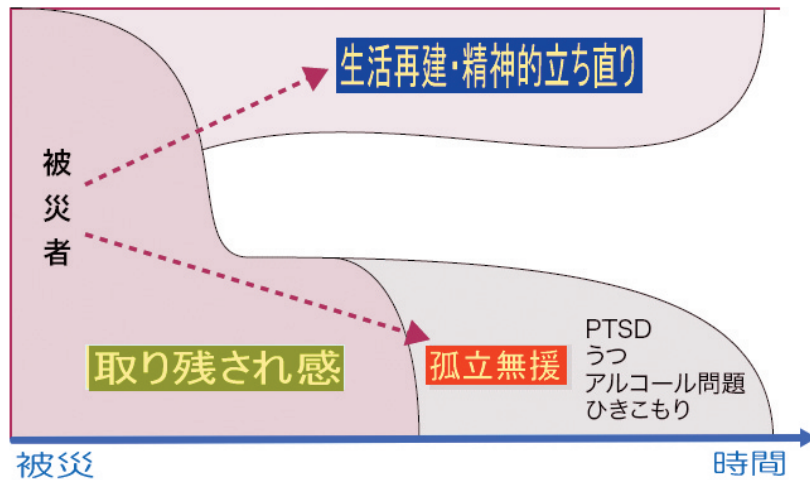 生活再建・精神的立ち直り
被災者
取り残され感
孤立無援
PTSD
うつ
アルコール問題
ひきこもり
被災
時間